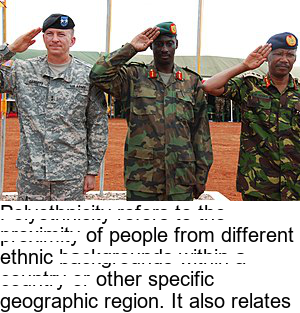 Polyethnicity refers to the
proximity of people from different
ethnic backgrounds within a
country or other specific
geographic region. It also relates